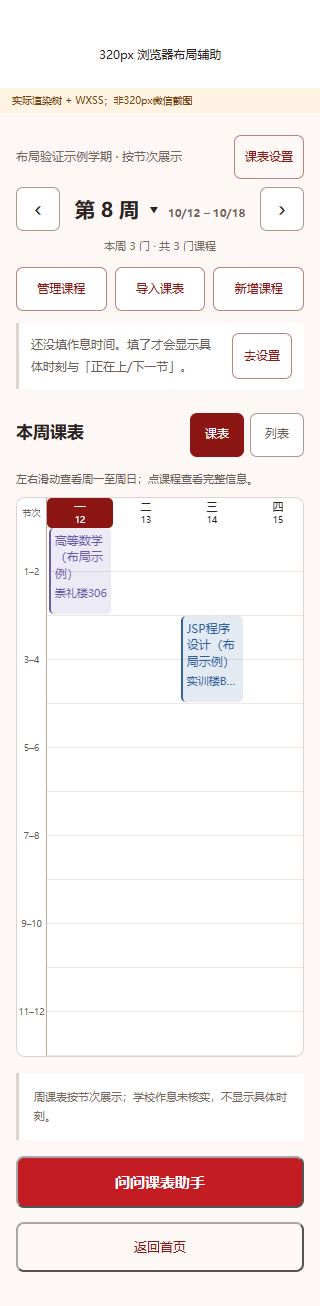 320px 浏览器布局辅助
实际渲染树 + WXSS；非320px微信截图
布局验证示例学期 · 按节次展示
课表设置
‹
第 8 周 ▼ 10/12 – 10/18
›
本周 3 门 · 共 3 门课程
管理课程
导入课表
新增课程
还没填作息时间。填了才会显示具
体时刻与「正在上/下一节」。
去设置
本周课表
课表
列表
左右滑动查看周一至周日；点课程查看完整信息。
节次
一
12
二
13
三
14
四
15
高等数学
（布局示
例）
崇礼楼306
1–2
JSP程序
设计（布
局示例）
实训楼B...
3–4
5–6
7–8
9–10
11–12
周课表按节次展示；学校作息未核实，不显示具体时
刻。
问问课表助手
返回首页